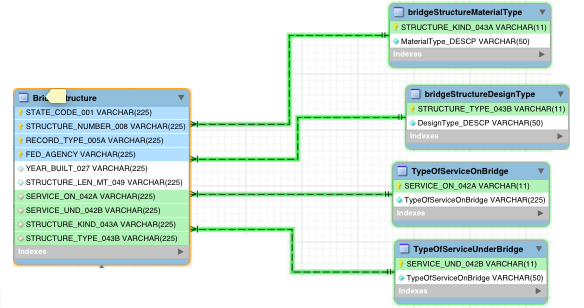 BridgeStructure
STATE_CODE_001 VARCHAR(225)
STRUCTURE_NUMBER_008 VARCHAR(225)
RECORD_TYPE_005A VARCHAR(225)
FED_AGENCY VARCHAR(225)
YEAR_BUILT_027 VARCHAR(225)
STRUCTURE_LEN_MT_049 VARCHAR(225)
SERVICE_ON_042A VARCHAR(225)
SERVICE_UND_042B VARCHAR(225)
STRUCTURE_KIND_043A VARCHAR(225)
STRUCTURE_TYPE_043B VARCHAR(225)
Indexes
bridgeStructureMaterialType
STRUCTURE_KIND_043A VARCHAR(11)
MaterialType_DESCP VARCHAR(50)
Indexes
bridgeStructureDesignType
STRUCTURE_TYPE_043B VARCHAR(11)
DesignType_DESCP VARCHAR(50)
Indexes
TypeOfServiceOnBridge
SERVICE_ON_042A VARCHAR(11)
TypeOfServiceOnBridge VARCHAR(225)
Indexes
TypeOfServiceUnderBridge
SERVICE_UND_042B VARCHAR(11)
TypeOfServiceOnBridge VARCHAR(50)
Indexes